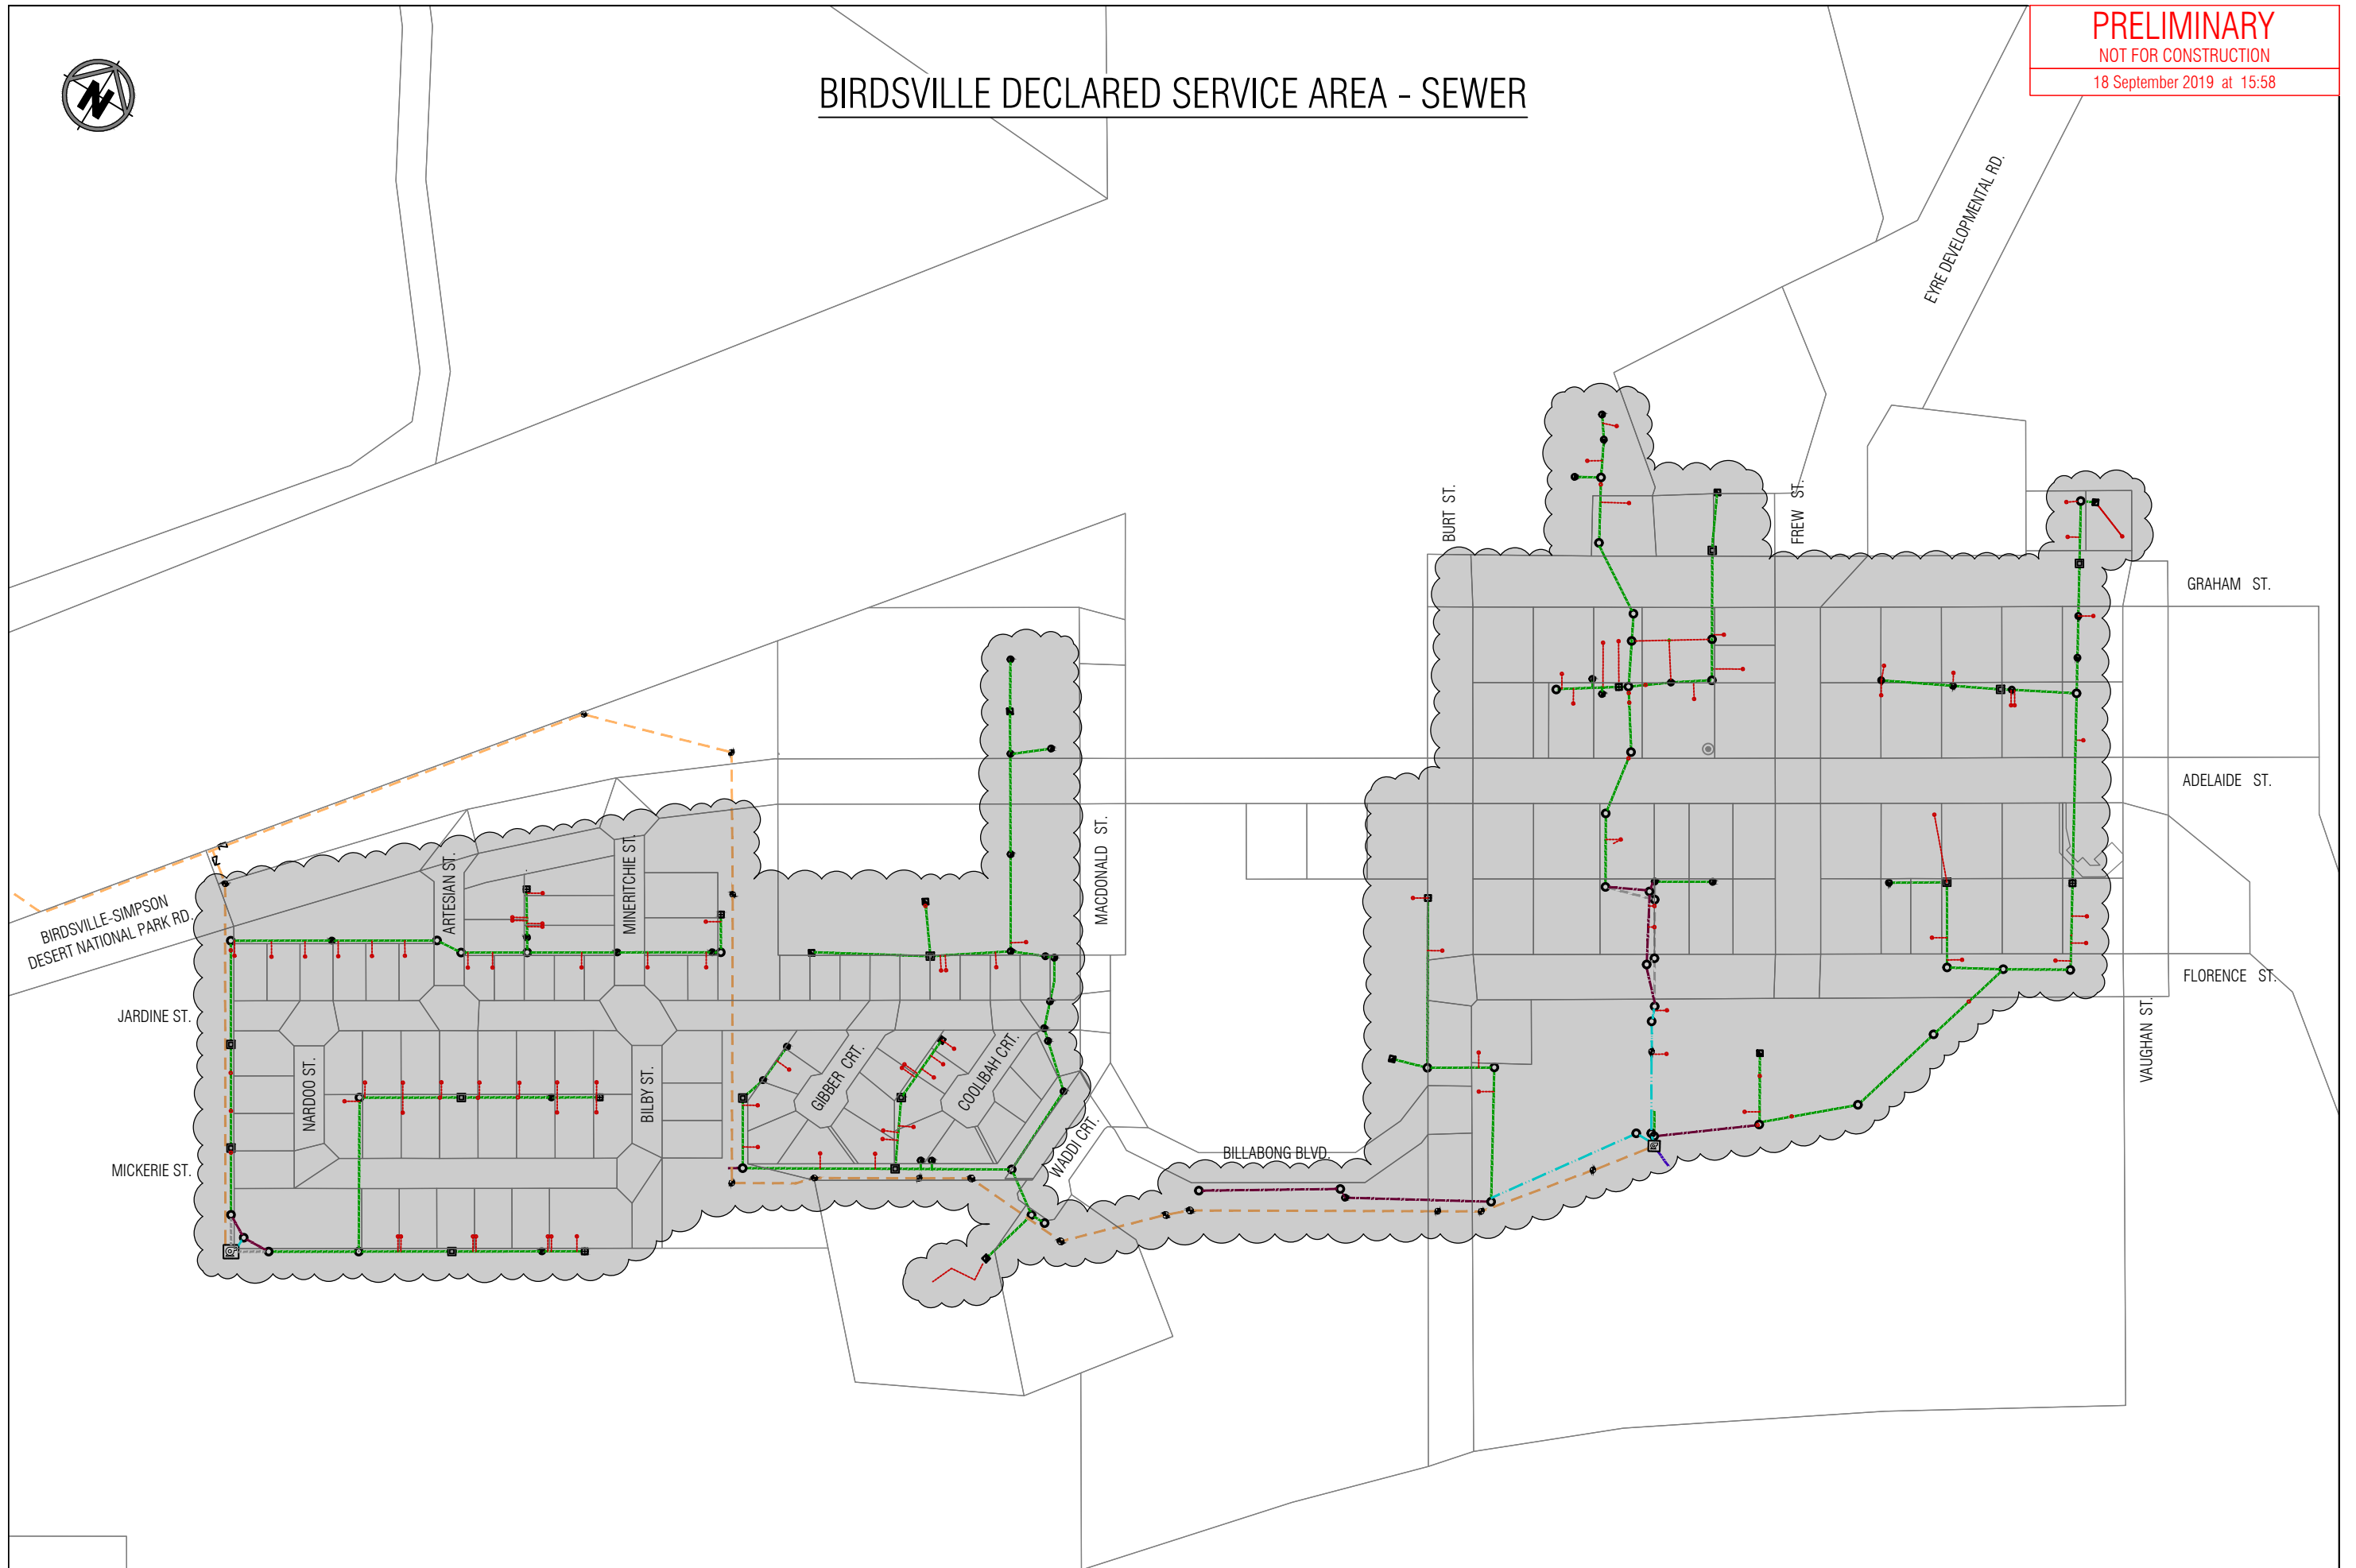 PRELIMINARY
NOT FOR CONSTRUCTION
18 September 2019 at 15:58
N
BIRDSVILLE DECLARED SERVICE AREA - SEWER
EYRE DEVELOPMENTAL RD.
BURT ST.
FREW ST.
GRAHAM ST.
ADELAIDE ST.
FLORENCE ST.
VAUGHAN ST.
MACDONALD ST.
ARTESIAN ST.
MINERITCHIE ST.
BIRDSVILLE-SIMPSON
DESERT NATIONAL PARK RD.
JARDINE ST.
NARDOO ST.
BILBY ST.
GIBBER CRT.
COOLIBAH CRT.
WADDI CRT.
BILLABONG BLVD.
MICKERIE ST.